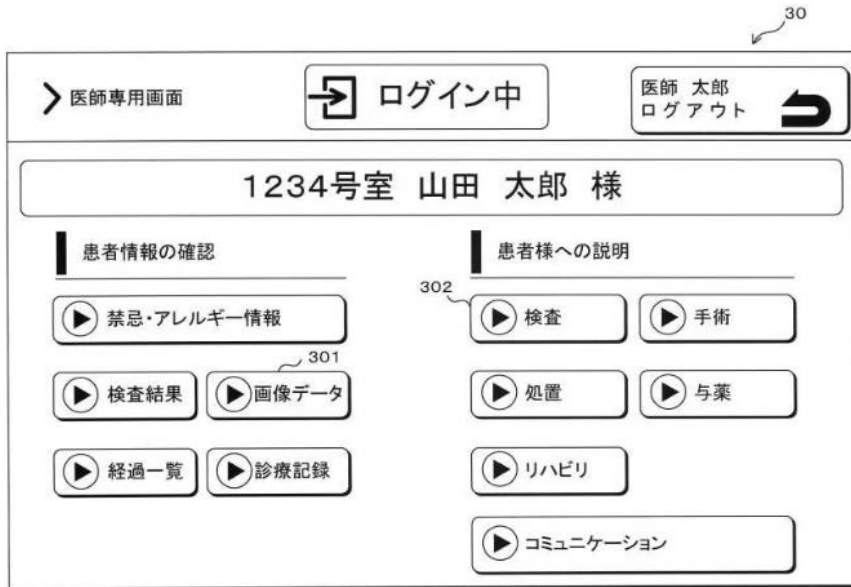 30
医師専用画面
ログイン中
医師 太郎
ログアウト
1234号室 山田 太郎 様
患者情報の確認
禁忌・アレルギー情報
301
検査結果
画像データ
経過一覧
診療記録
患者様への説明
302
検査
手術
処置
与薬
リハビリ
コミュニケーション